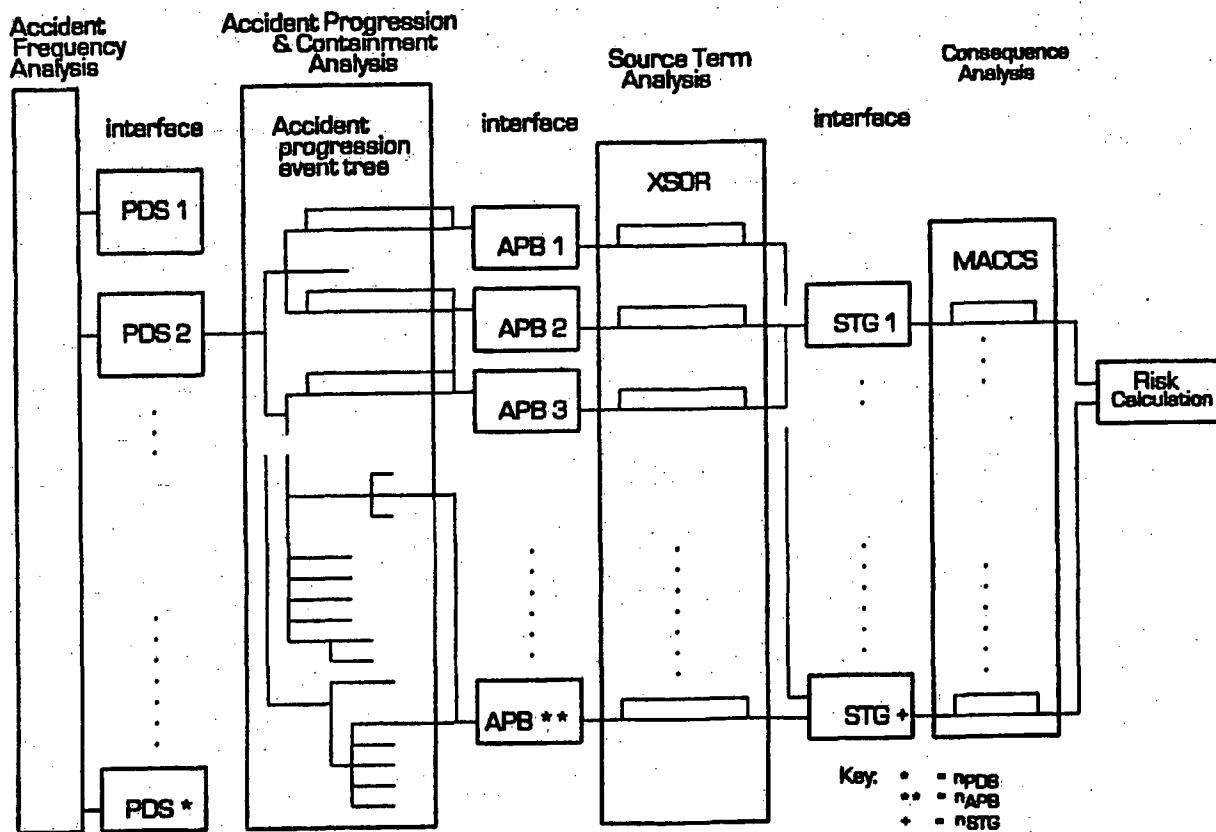 Accident
Frequency
Analysis
Accident Progression
& Containment
Analysis
Source Term
Analysis
Consequence
Analysis
interface
interface
interface
Accident
progression
event tree
XSOR
MACCS
PDS 1
APB 1
PDS 2
APB 2
STG 1
APB 3
Risk
Calculation
APB **
STG +
PDS *
Key: * = nPDS
** = nAPB
+ = nSTG